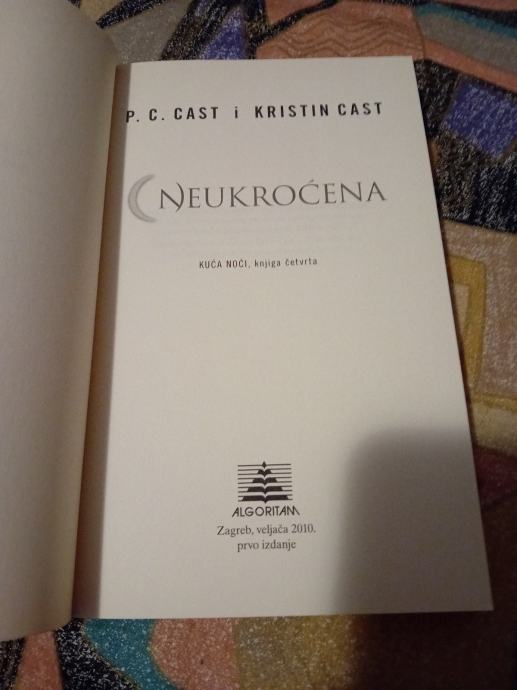 P. C. CAST i KRISTIN CAST
NEUKROĆENA
KUĆA NOĆI, knjiga četvrta
ALGORITAM
Zagreb, veljača 2010.
prvo izdanje